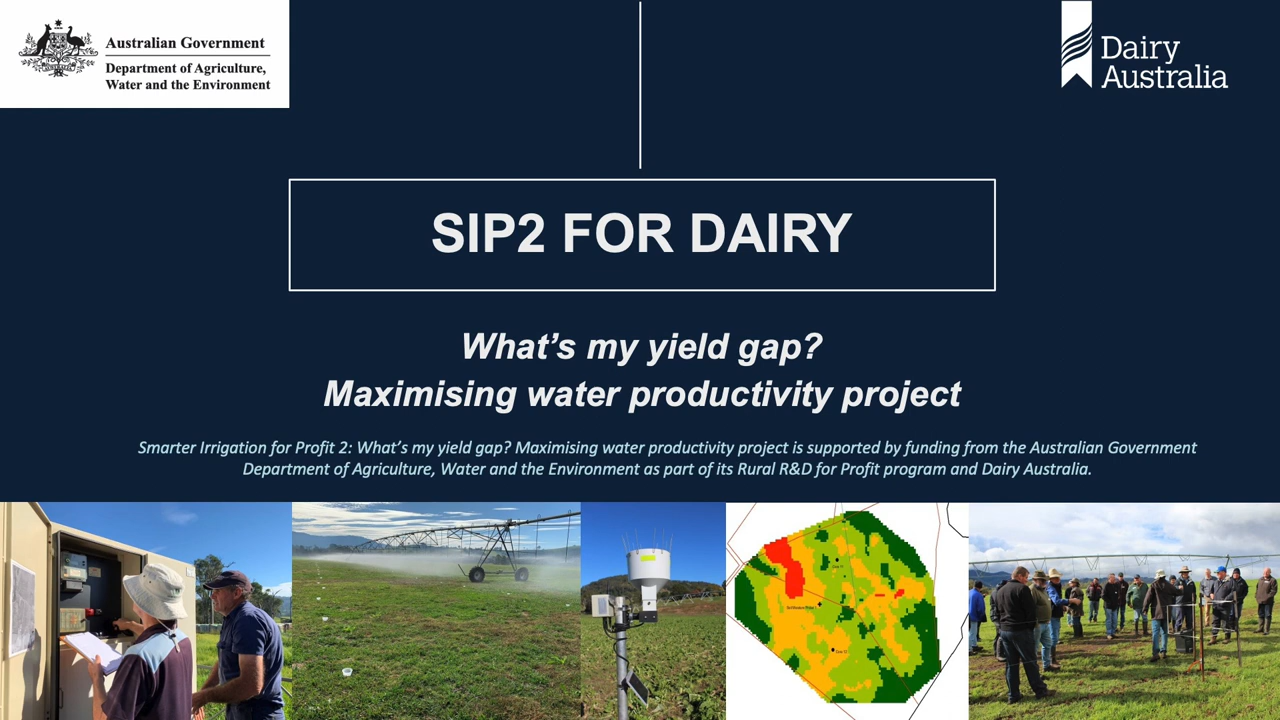 Australian Government
Department of Agriculture,
Water and the Environment
Dairy
Australia
SIP2 FOR DAIRY
What's my yield gap?
Maximising water productivity project
Smarter Irrigation for Profit 2: What's my yield gap? Maximising water productivity project is supported by funding from the Australian Government
Department of Agriculture, Water and the Environment as part of its Rural R&D for Profit program and Dairy Australia.